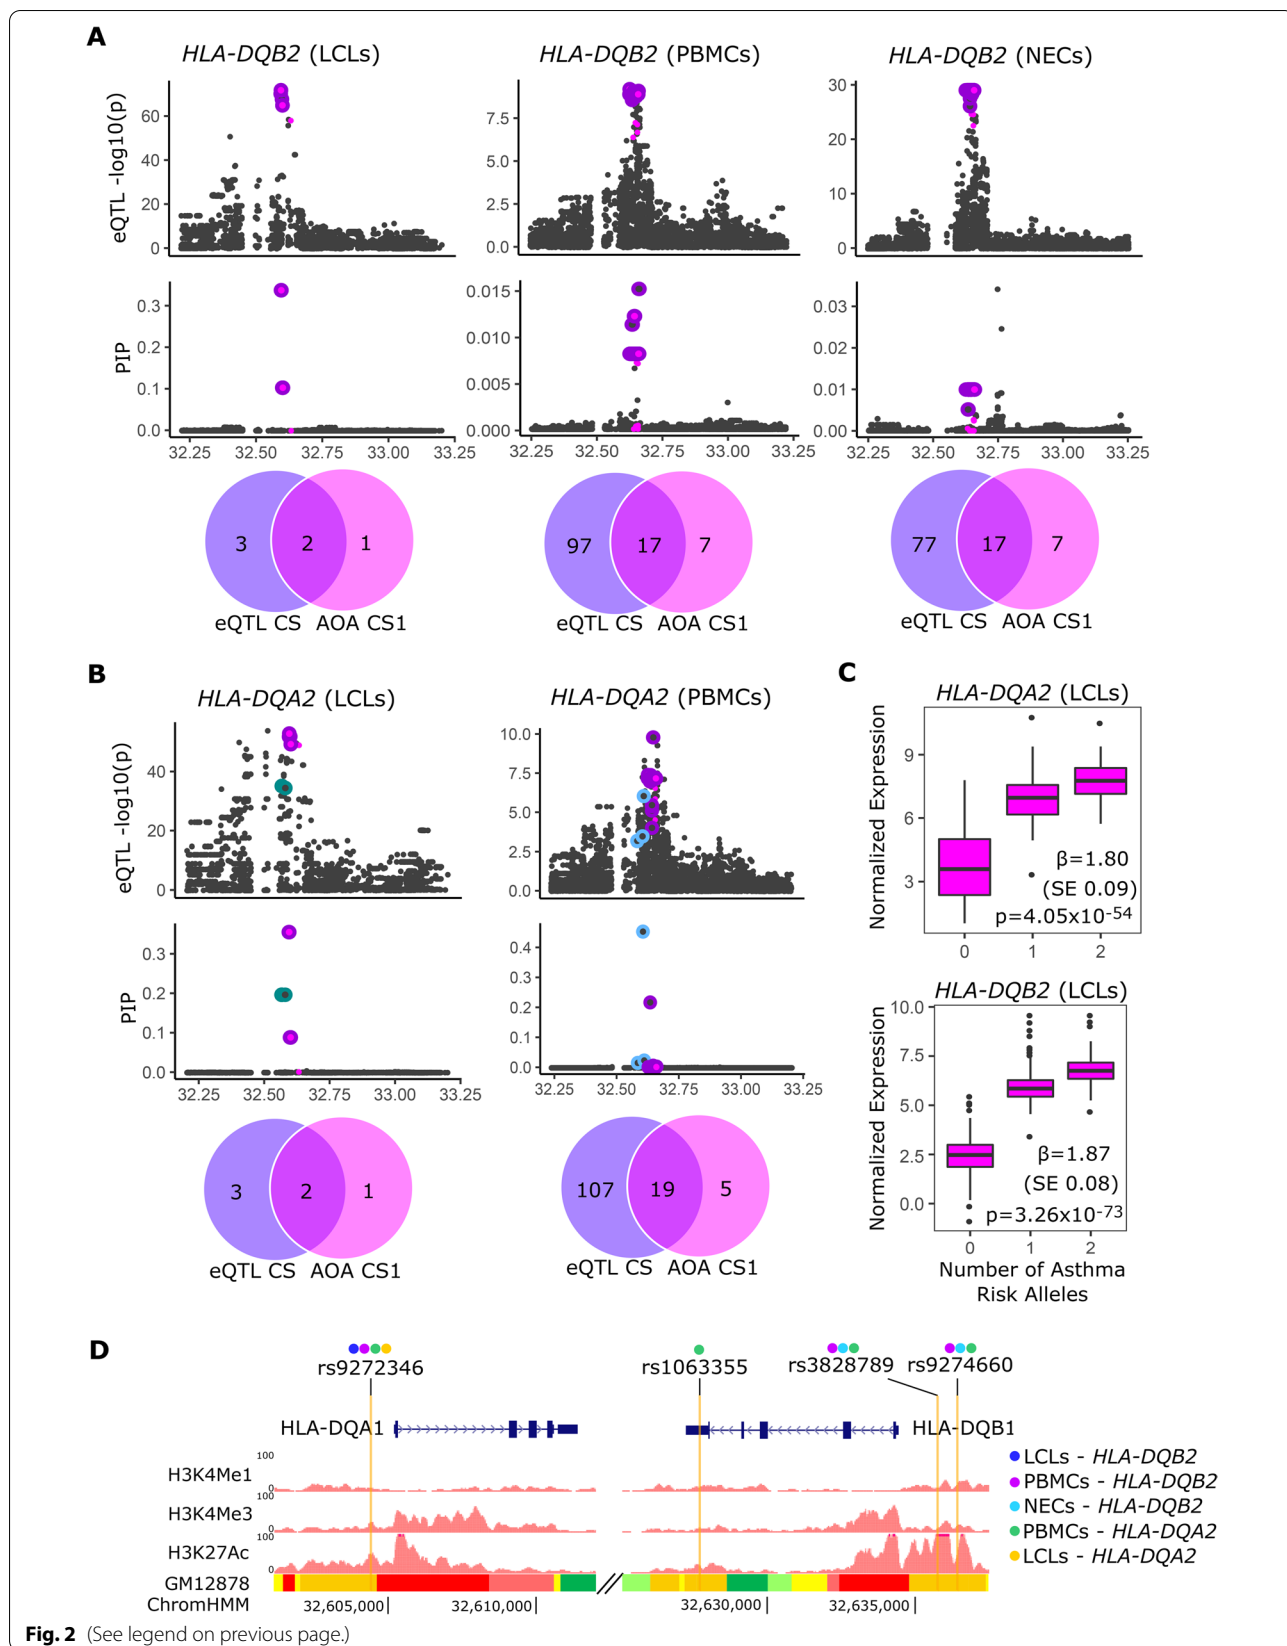 A
HLA-DQB2 (LCLs)
HLA-DQB2 (PBMCs)
HLA-DQB2 (NECs)
eQTL -log10(p)
60
40
20
0
7.5
5.0
2.5
0.0
30
20
10
0
PIP
0.3
0.2
0.1
0.0
0.015
0.010
0.005
0.000
0.03
0.02
0.01
0.00
32.25 32.50 32.75 33.00 33.25
32.25 32.50 32.75 33.00 33.25
32.25 32.50 32.75 33.00 33.25
3 2 1
97 17 7
77 17 7
eQTL CS AOA CS1
eQTL CS AOA CS1
eQTL CS AOA CS1
B
HLA-DQA2 (LCLs)
HLA-DQA2 (PBMCs)
eQTL -log10(p)
40
20
0
10.0
7.5
5.0
2.5
0.0
PIP
0.3
0.2
0.1
0.0
0.4
0.3
0.2
0.1
0.0
32.25 32.50 32.75 33.00 33.25
32.25 32.50 32.75 33.00 33.25
3 2 1
107 19 5
eQTL CS AOA CS1
eQTL CS AOA CS1
C
HLA-DQA2 (LCLs)
Normalized Expression
9
6
3
β=1.80
(SE 0.09)
p=4.05x10-54
0 1 2
HLA-DQB2 (LCLs)
Normalized Expression
10.0
7.5
5.0
2.5
0.0
β=1.87
(SE 0.08)
p=3.26x10-73
0 1 2
Number of Asthma
Risk Alleles
D
rs9272346 rs1063355 rs3828789 rs9274660
HLA-DQA1 HLA-DQB1
100
H3K4Me1
0
100
H3K4Me3
0
100
H3K27Ac
0
GM12878
ChromHMM
32,605,000 32,610,000 32,630,000 32,635,000
LCLs - HLA-DQB2
PBMCs - HLA-DQB2
NECs - HLA-DQB2
PBMCs - HLA-DQA2
LCLs - HLA-DQA2
Fig. 2 (See legend on previous page.)